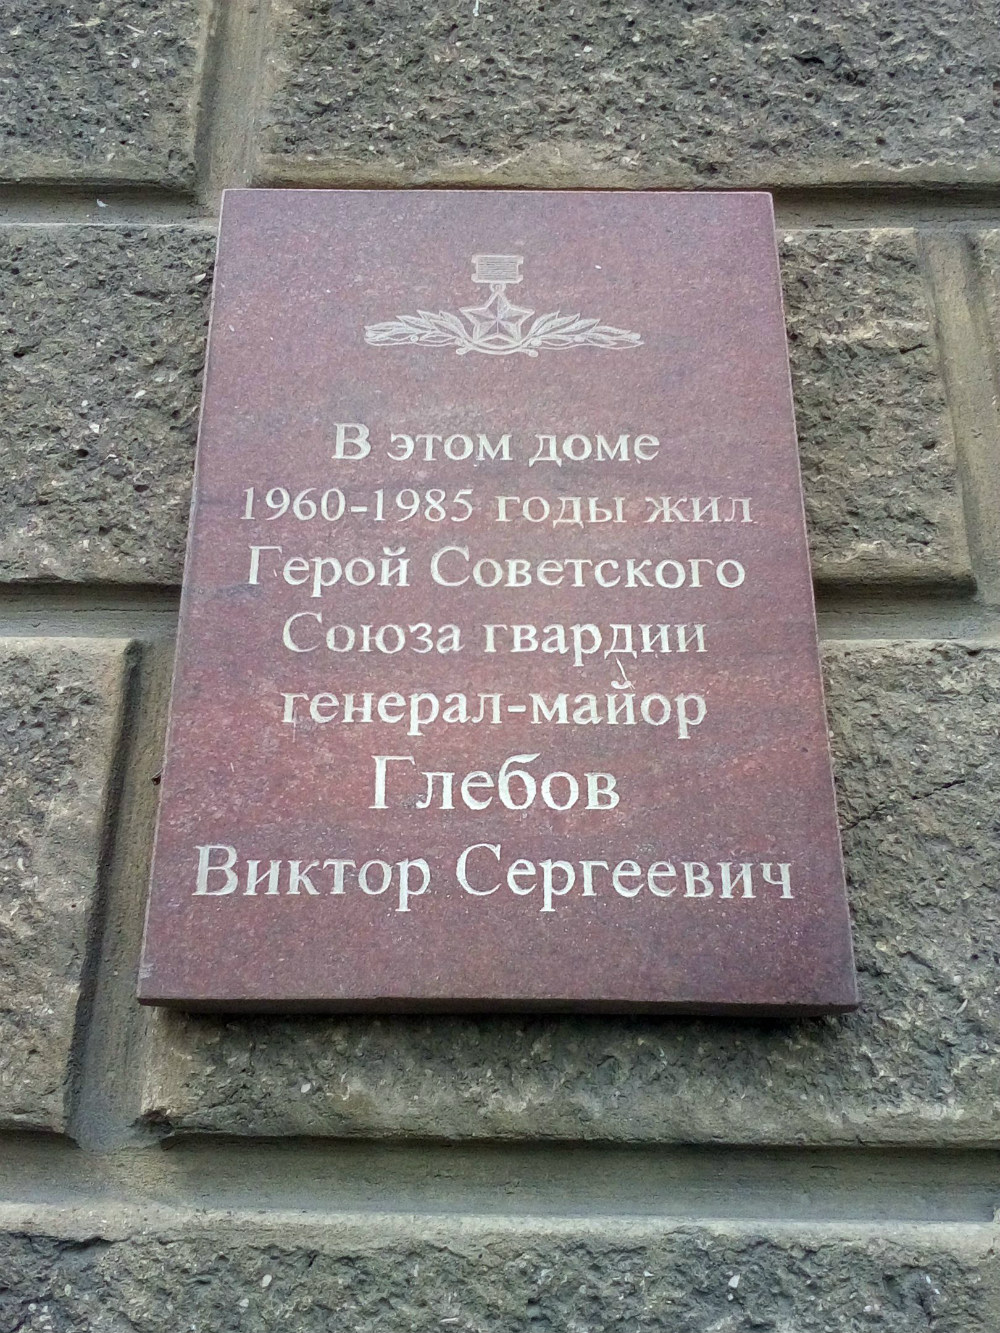 В этом доме
1960-1985 годы жил
Герой Советского
Союза гвардии
генерал-майор
Глебов
Виктор Сергеевич